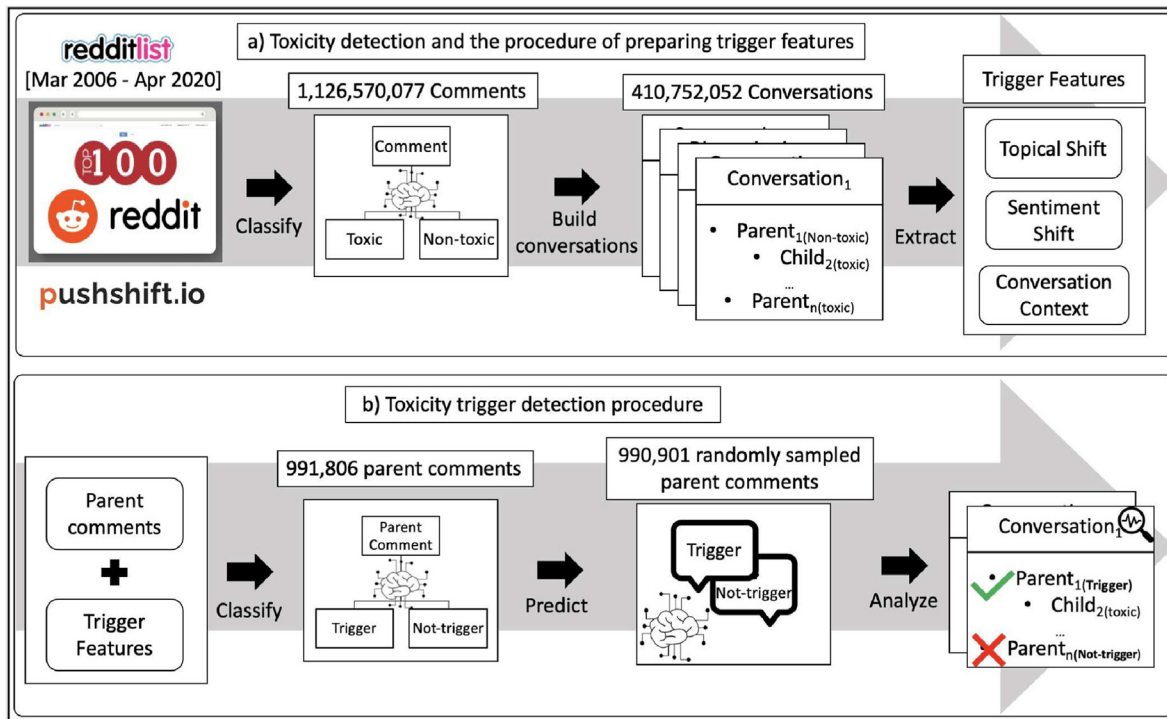 a) Toxicity detection and the procedure of preparing trigger features
redditlist
[Mar 2006 - Apr 2020]
TOP 100
reddit
pushshift.io
Classify
1,126,570,077 Comments
Comment
Toxic
Non-toxic
Build
conversations
410,752,052 Conversations
Conversation1
• Parent1(Non-toxic)
• Child2(toxic)
...
• Parentn(toxic)
Extract
Trigger Features
Topical Shift
Sentiment
Shift
Conversation
Context
b) Toxicity trigger detection procedure
Parent
comments
+
Trigger
Features
Classify
991,806 parent comments
Parent
Comment
Trigger
Not-trigger
Predict
990,901 randomly sampled
parent comments
Trigger
Not-trigger
Analyze
Conversation1
• Parent1(Trigger)
• Child2(toxic)
...
Parentn(Not-trigger)